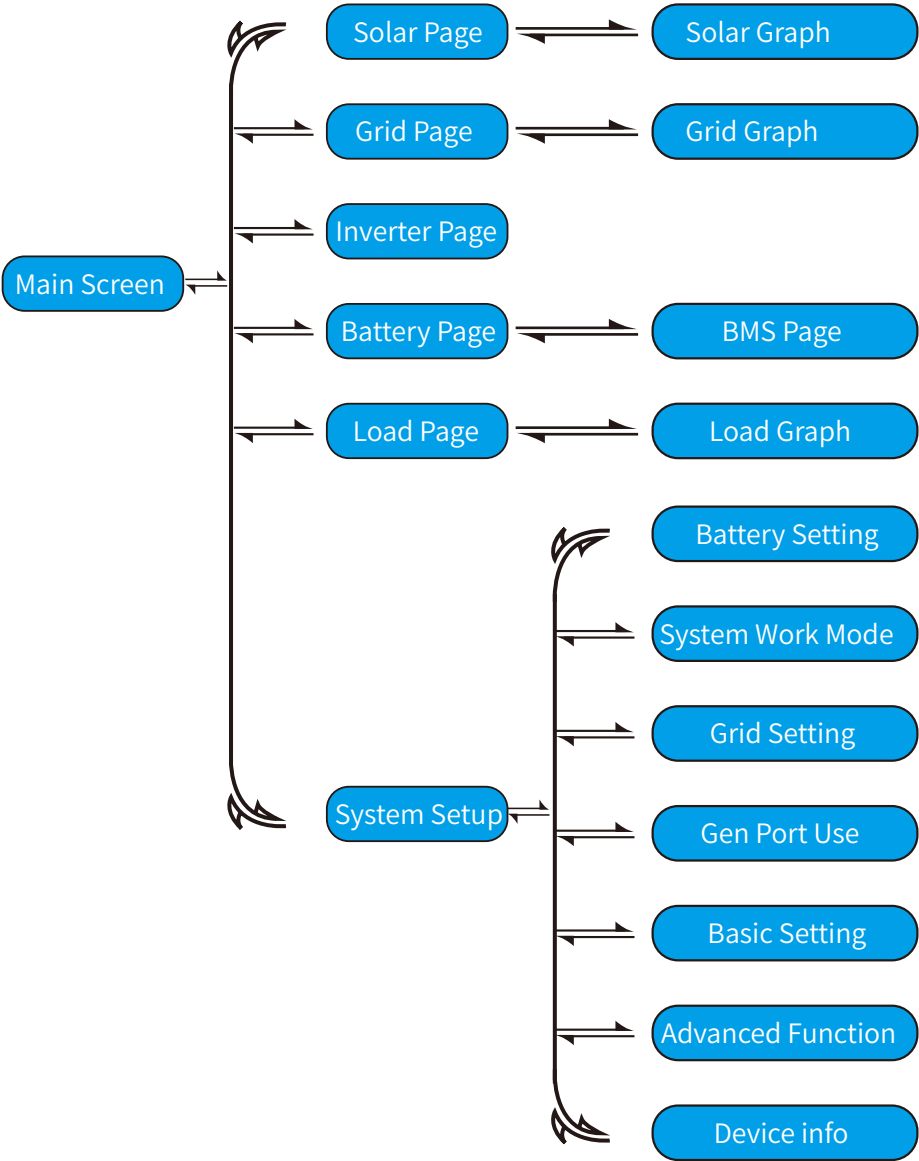 Solar Page
Solar Graph
Grid Page
Grid Graph
Inverter Page
Main Screen
Battery Page
BMS Page
Load Page
Load Graph
Battery Setting
System Work Mode
Grid Setting
System Setup
Gen Port Use
Basic Setting
Advanced Function
Device info